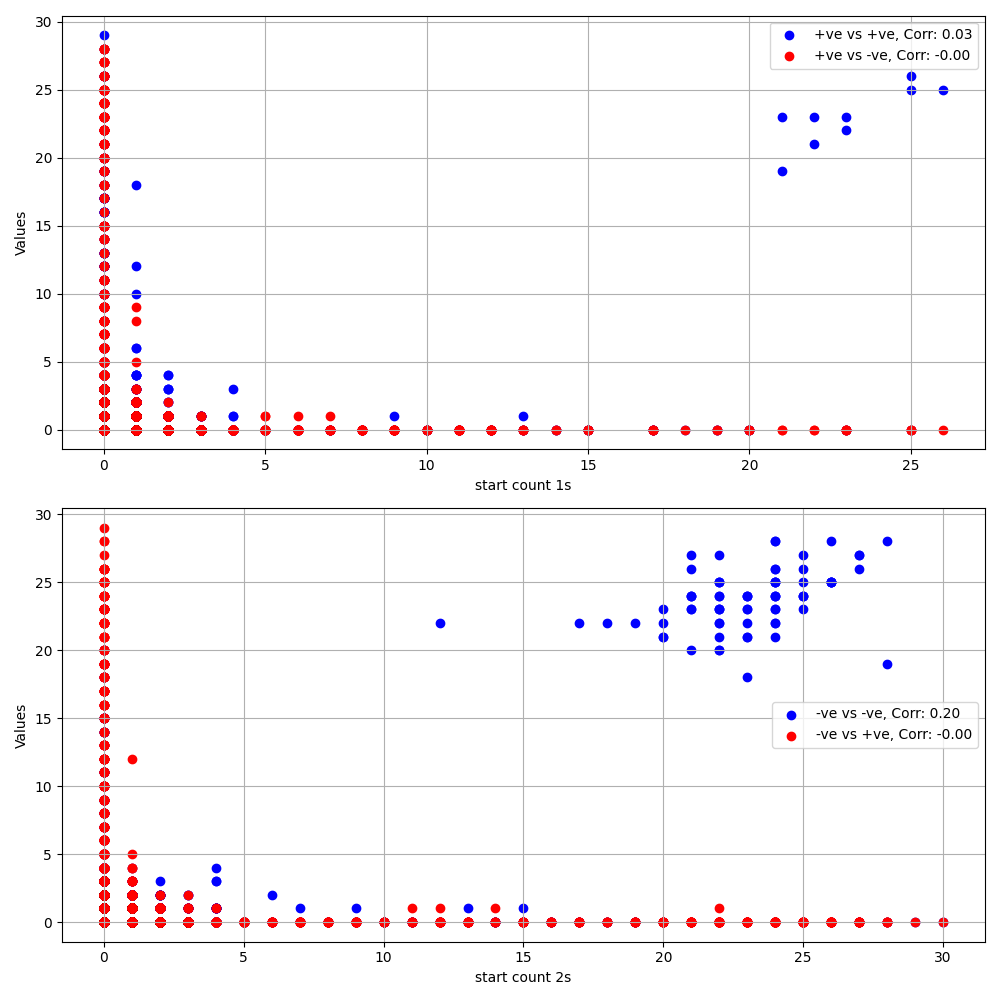 30
25
20
15
10
5
0
Values
+ve vs +ve, Corr: 0.03
+ve vs -ve, Corr: -0.00
0 5 10 15 20 25
start count 1s
30
25
20
15
10
5
0
Values
-ve vs -ve, Corr: 0.20
-ve vs +ve, Corr: -0.00
0 5 10 15 20 25 30
start count 2s